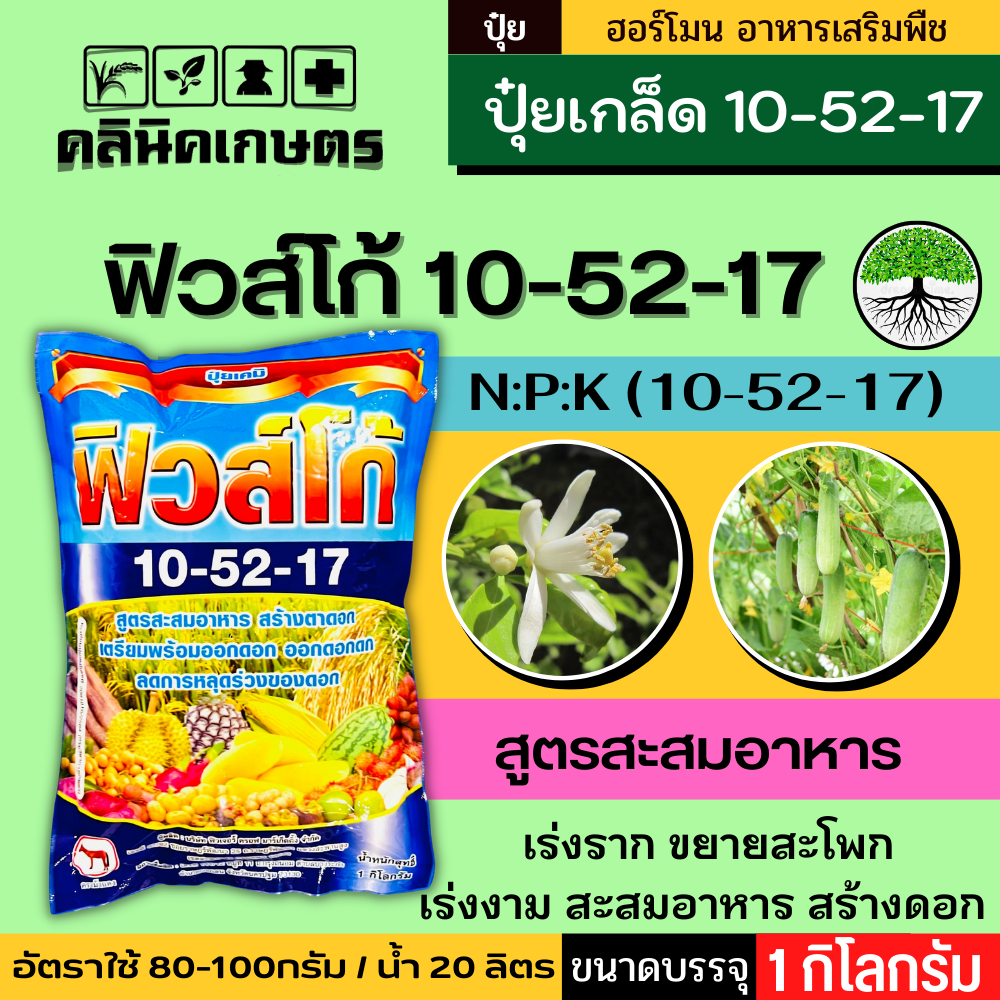 ปุ๋ย
ฮอร์โมน อาหารเสริมพืช
ปุ๋ยเกล็ด 10-52-17
คลินิคเกษตร
ฟิวส์โก้ 10-52-17
N:P:K (10-52-17)
ปุ๋ยเคมี
ฟิวส์โก้
10-52-17
สูตรสะสมอาหาร สร้างตาดอก
เตรียมพร้อมออกดอก ออกดอกดก
ลดการหลุดร่วงของดอก
น้ำหนักสุทธิ
1 กิโลกรัม
สูตรสะสมอาหาร
เร่งราก ขยายสะโพก
เร่งงาม สะสมอาหาร สร้างดอก
อัตราใช้ 80-100กรัม / น้ำ 20 ลิตร
ขนาดบรรจุ
1 กิโลกรัม